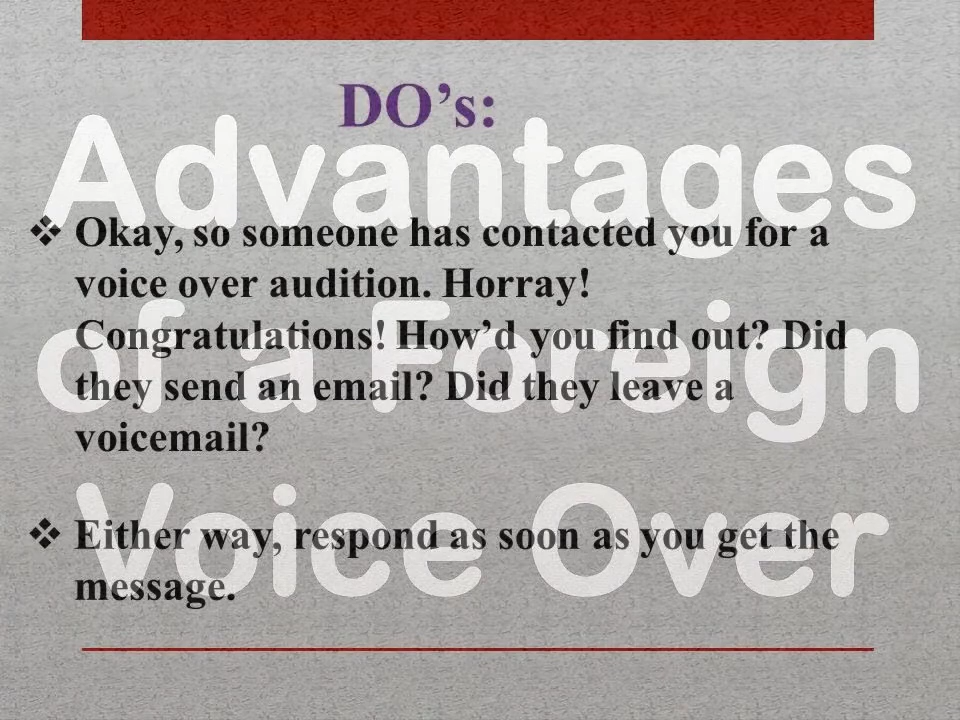 DO's:
Advantages
of a Foreign
Voice Over
❖ Okay, so someone has contacted you for a
voice over audition. Horray!
Congratulations! How'd you find out? Did
they send an email? Did they leave a
voicemail?
❖ Either way, respond as soon as you get the
message.